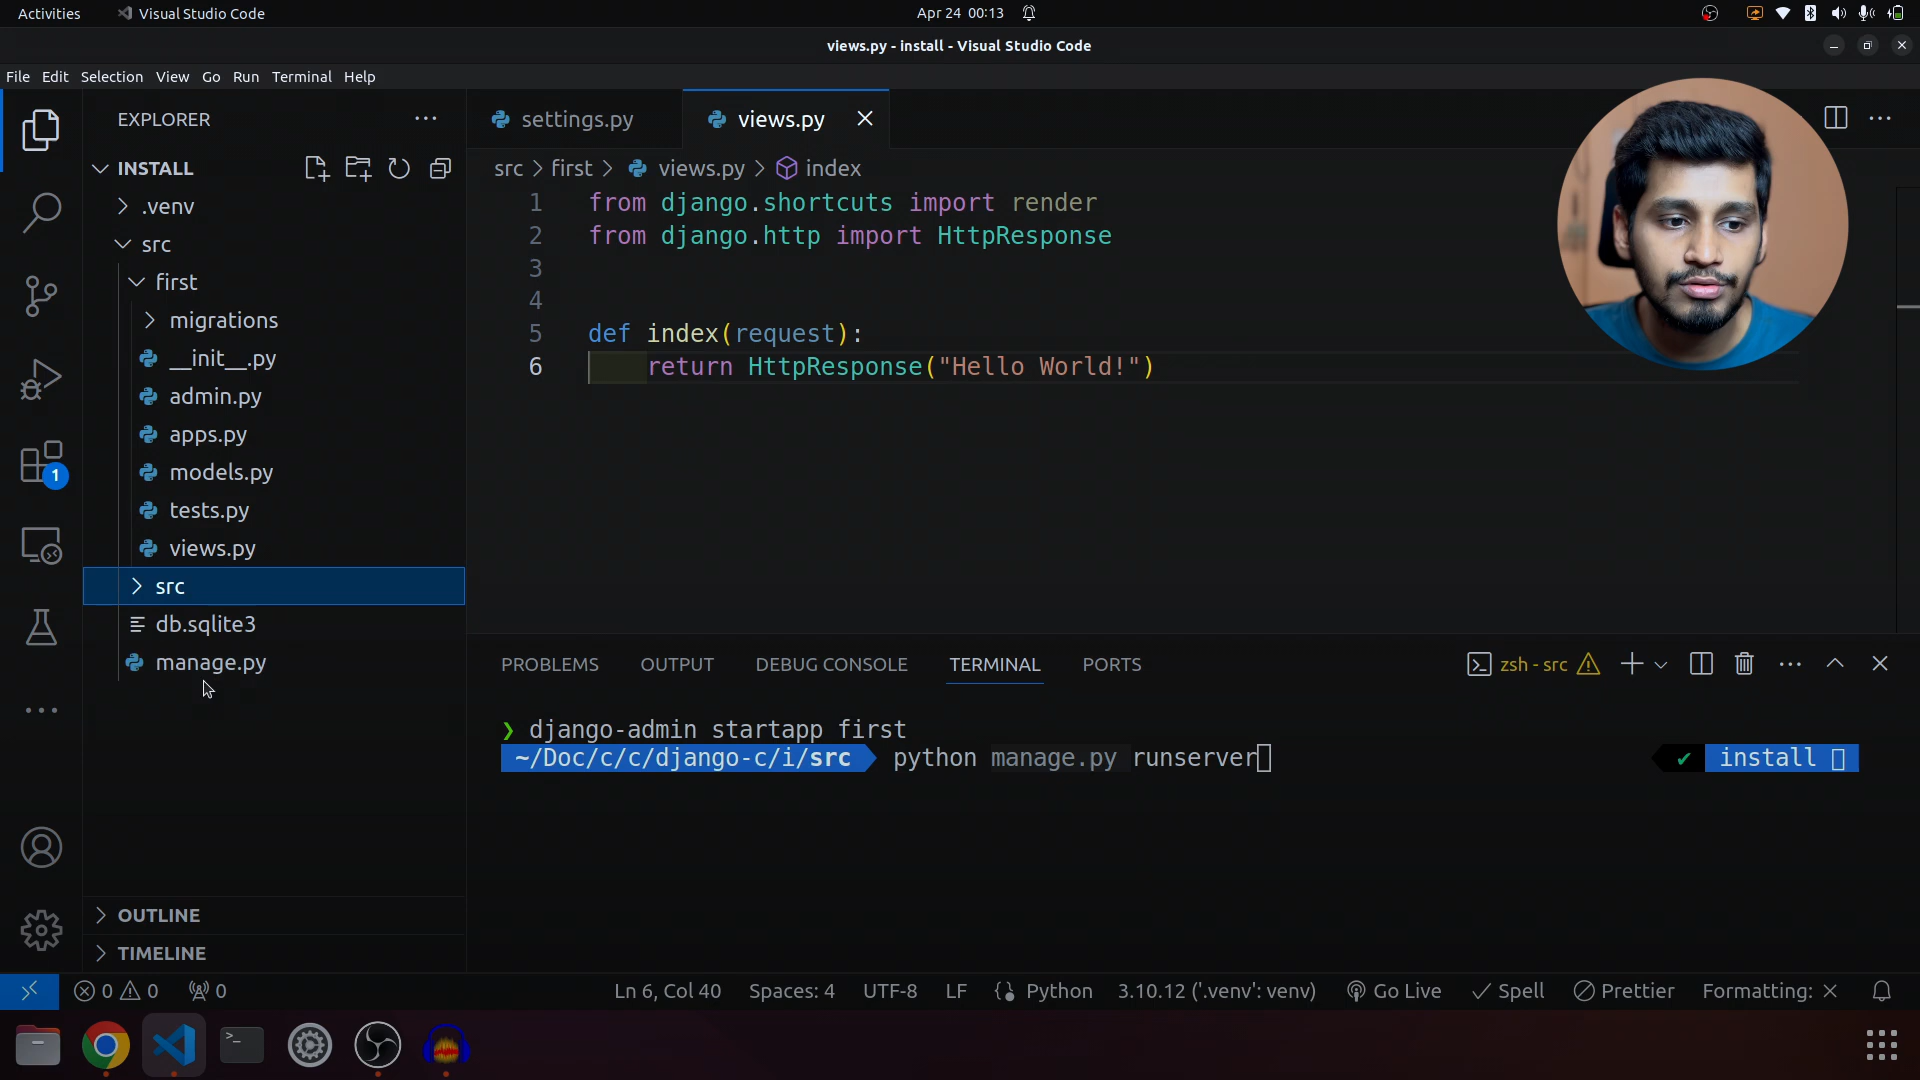 Activities
Visual Studio Code
Apr 24 00:13
views.py - install - Visual Studio Code
File Edit Selection View Go Run Terminal Help
EXPLORER
INSTALL
.venv
src
first
migrations
__init__.py
admin.py
apps.py
models.py
tests.py
views.py
src
db.sqlite3
manage.py
OUTLINE
TIMELINE
1
settings.py
views.py
src > first > views.py > index
1 from django.shortcuts import render
2 from django.http import HttpResponse
3
4
5 def index(request):
6 return HttpResponse("Hello World!")
PROBLEMS OUTPUT DEBUG CONSOLE TERMINAL PORTS
zsh - src
❯ django-admin startapp first
~/Doc/c/c/django-c/i/src python manage.py runserver ✔ install
0 0 0 Ln 6, Col 40 Spaces: 4 UTF-8 LF Python 3.10.12 ('.venv': venv) Go Live Spell Prettier Formatting: ×